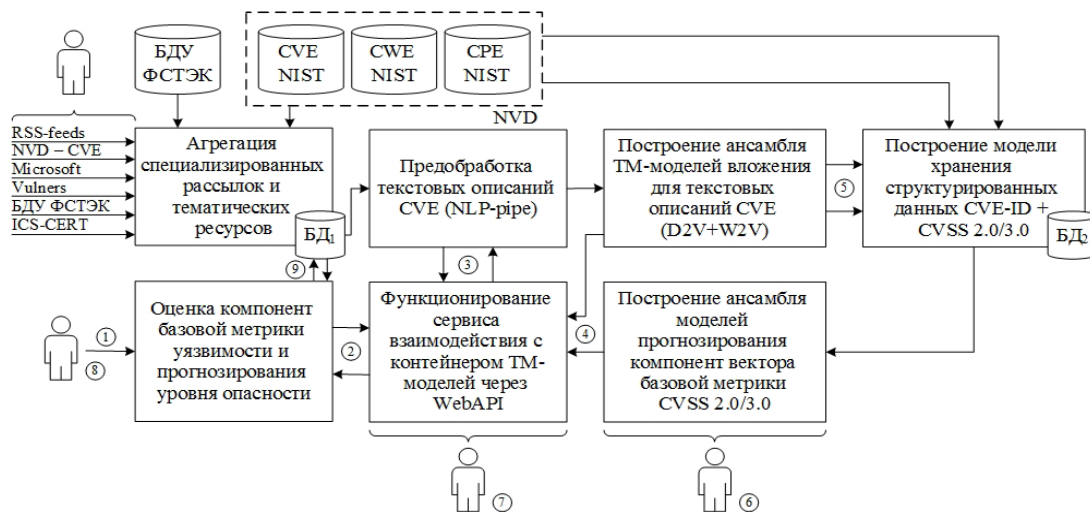 БДУ
ФСТЭК
CVE
NIST
CWE
NIST
CPE
NIST
NVD
RSS-feeds
NVD – CVE
Microsoft
Vulners
БДУ ФСТЭК
ICS-CERT
Агрегация
специализированных
рассылок и
тематических
ресурсов
БД₁
Предобработка
текстовых описаний
CVE (NLP-pipe)
Построение ансамбля
TM-моделей вложения
для текстовых
описаний CVE
(D2V+W2V)
5
Построение модели
хранения
структурированных
данных CVE-ID +
CVSS 2.0/3.0
БД₂
9
3
1
8
Оценка компонент
базовой метрики
уязвимости и
прогнозирования
уровня опасности
2
Функционирование
сервиса
взаимодействия с
контейнером TM-
моделей через
WebAPI
4
Построение ансамбля
моделей
прогнозирования
компонент вектора
базовой метрики
CVSS 2.0/3.0
7
6